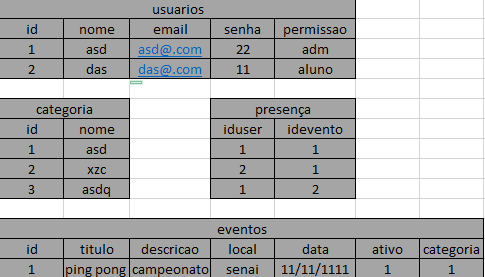 usuarios
id nome email senha permissao
1 asd asd@.com 22 adm
2 das das@.com 11 aluno
categoria
id nome
1 asd
2 xzc
3 asdq
presença
iduser idevento
1 1
2 1
1 2
eventos
id titulo descricao local data ativo categoria
1 ping pong campeonato senai 11/11/1111 1 1